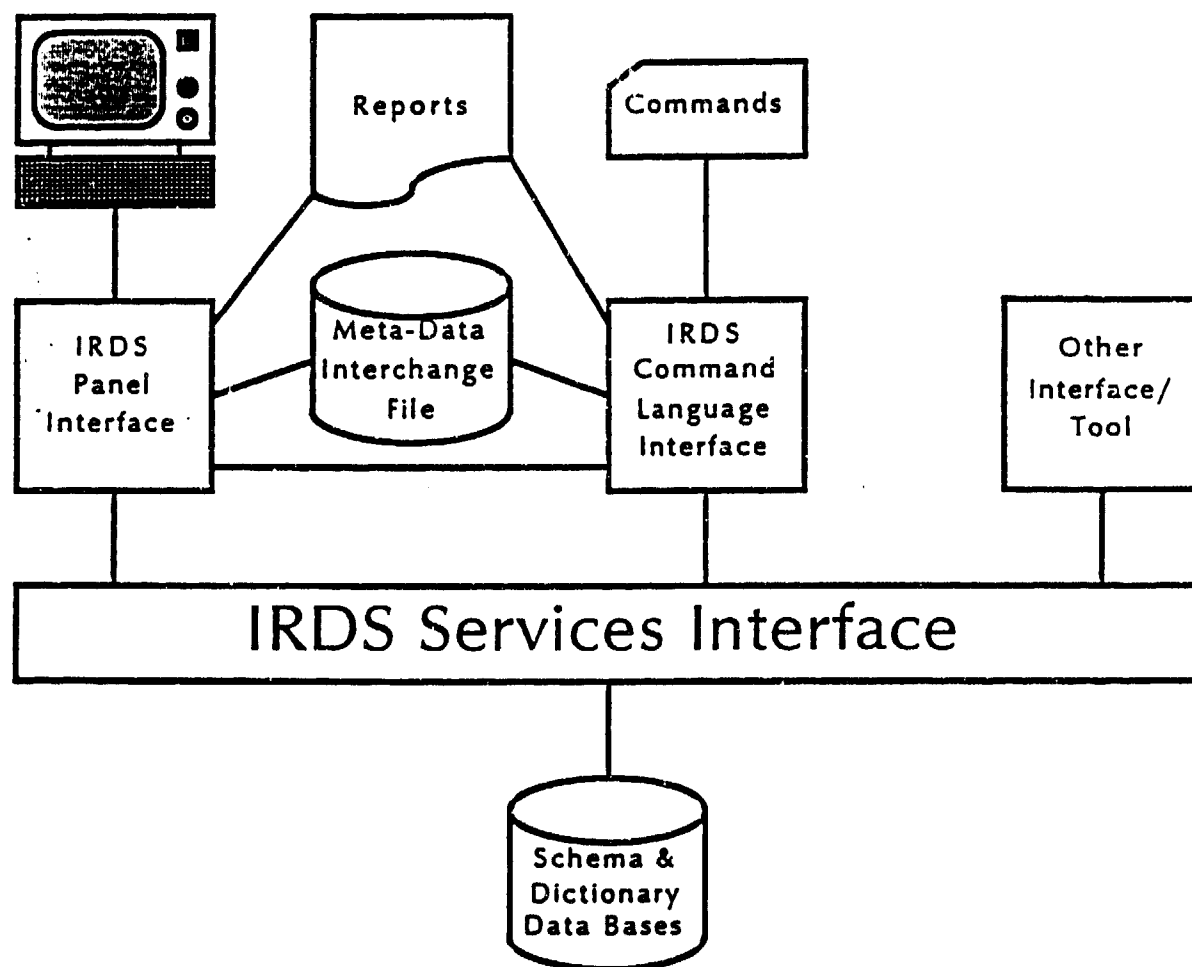 Reports
Commands
IRDS
Panel
Interface
Meta-Data
Interchange
File
IRDS
Command
Language
Interface
Other
Interface/
Tool
IRDS Services Interface
Schema &
Dictionary
Data Bases